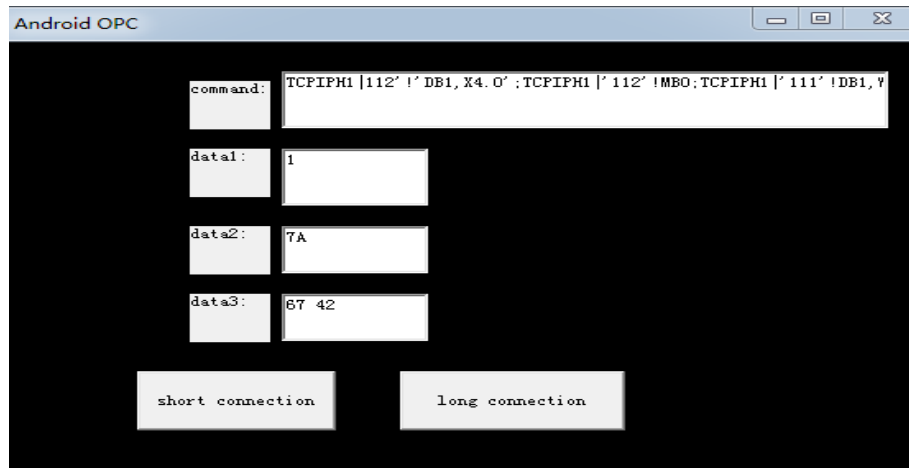 Android OPC
command: TCPIPH1|112'!'DB1,X4.0';TCPIPH1|'112'!MB0;TCPIPH1|'111'!DB1,
data1: 1
data2: 7A
data3: 67 42
short connection long connection